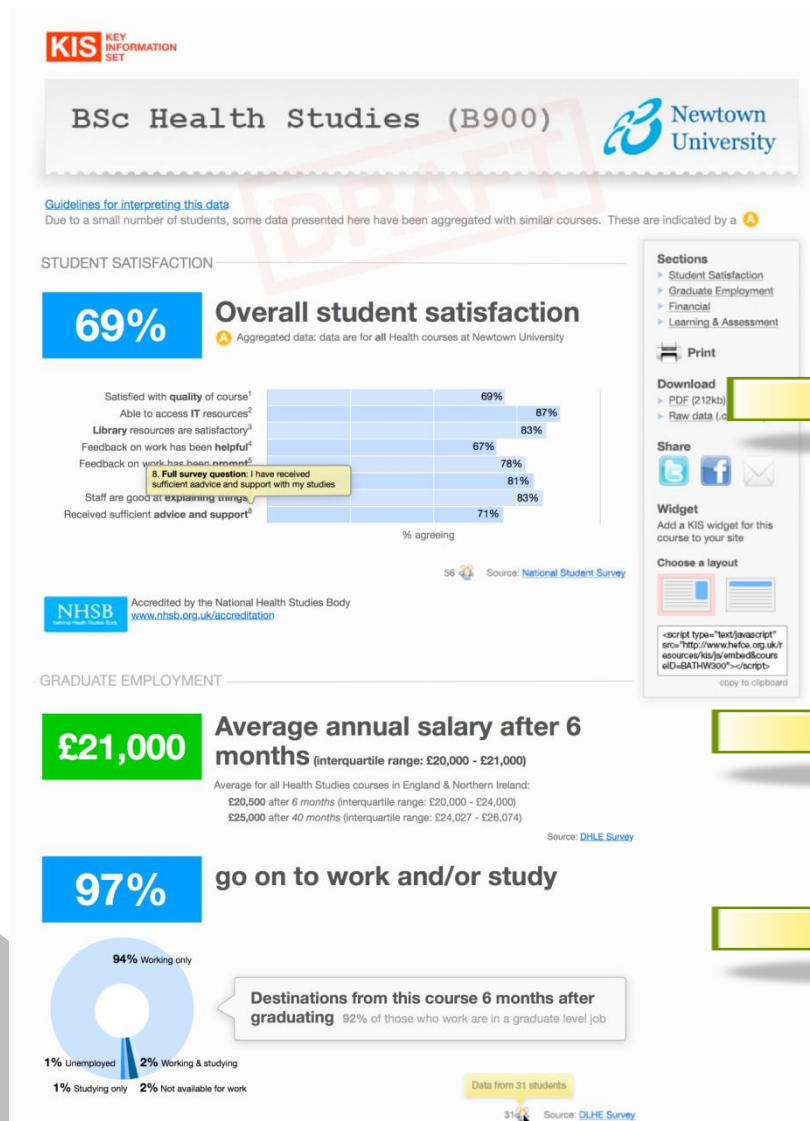 KIS KEY
INFORMATION
SET
BSc Health Studies (B900)
Newtown
University
DRAFT
Guidelines for interpreting this data
Due to a small number of students, some data presented here have been aggregated with similar courses. These are indicated by a A
STUDENT SATISFACTION
69%
Overall student satisfaction
A Aggregated data: data are for all Health courses at Newtown University
Satisfied with quality of course1 69%
Able to access IT resources2 87%
Library resources are satisfactory3 83%
Feedback on work has been helpful4 67%
Feedback on work has been prompt5 78%
8. Full survey question: I have received
sufficient aadvice and support with my studies
81%
Staff are good at explaining things 83%
Received sufficient advice and support8 71%
% agreeing
56 Source: National Student Survey
NHSB
National Health Studies Body
Accredited by the National Health Studies Body
www.nhsb.org.uk/accreditation
GRADUATE EMPLOYMENT
£21,000
Average annual salary after 6
months (interquartile range: £20,000 - £21,000)
Average for all Health Studies courses in England & Northern Ireland:
£20,500 after 6 months (interquartile range: £20,000 - £24,000)
£25,000 after 40 months (interquartile range: £24,027 - £26,074)
Source: DHLE Survey
97%
go on to work and/or study
94% Working only
Destinations from this course 6 months after
graduating 92% of those who work are in a graduate level job
1% Unemployed 2% Working & studying
1% Studying only 2% Not available for work
Data from 31 students
31 Source: DLHE Survey
Sections
Student Satisfaction
Graduate Employment
Financial
Learning & Assessment
Print
Download
PDF (212kb)
Raw data (.c
Share
Widget
Add a KIS widget for this
course to your site
Choose a layout
<script type="text/javascript"
src="http://www.hefce.org.uk/r
esources/kis/js/embed&cours
eID=BATHW300"></script>
copy to clipboard